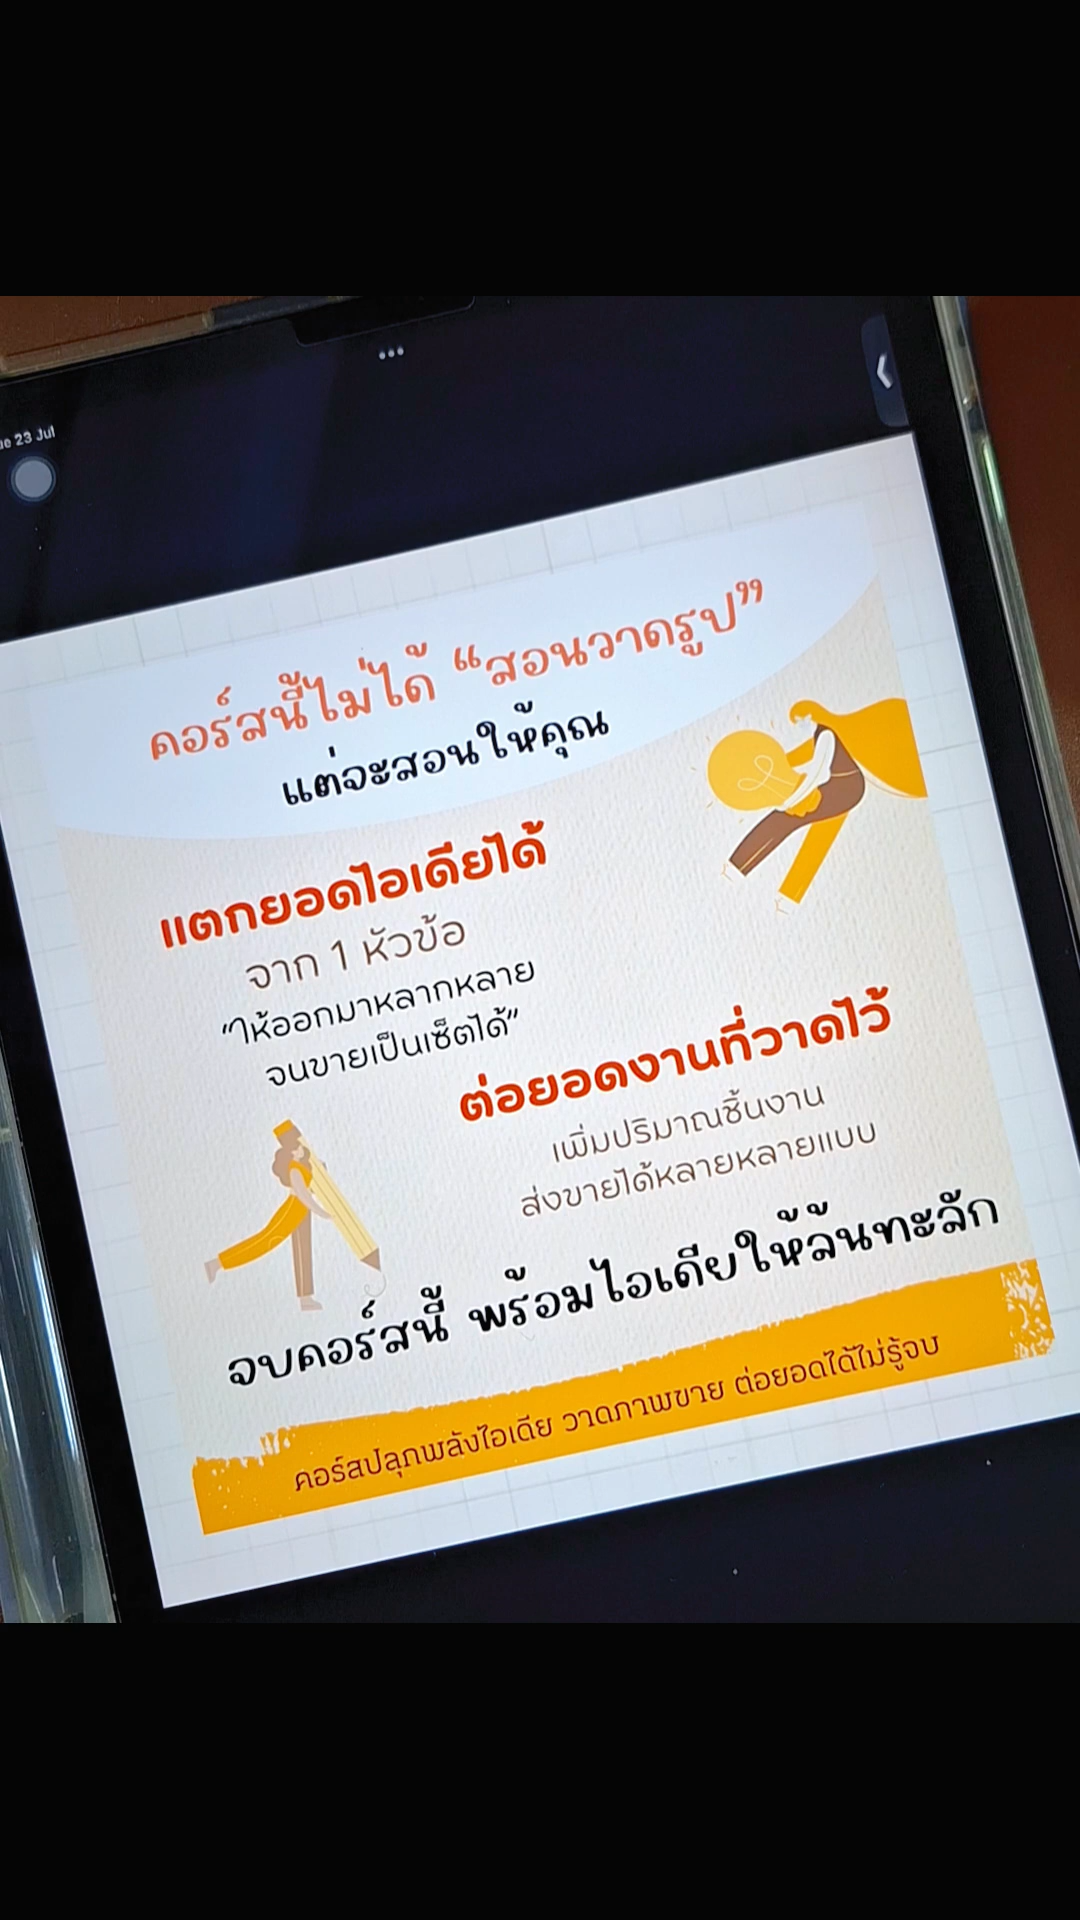 23 Jul
คอร์สนี้ไม่ได้ “สอนวาดรูป”
แต่จะสอนให้คุณ
แตกยอดไอเดียได้
จาก 1 หัวข้อ
“ให้ออกมาหลากหลาย
จนขายเป็นเซ็ตได้”
ต่อยอดงานที่วาดไว้
เพิ่มปริมาณชิ้นงาน
ส่งขายได้หลายหลายแบบ
จบคอร์สนี้ พร้อมไอเดียให้ล้นทะลัก
คอร์สปลุกพลังไอเดีย วาดภาพขาย ต่อยอดได้ไม่รู้จบ